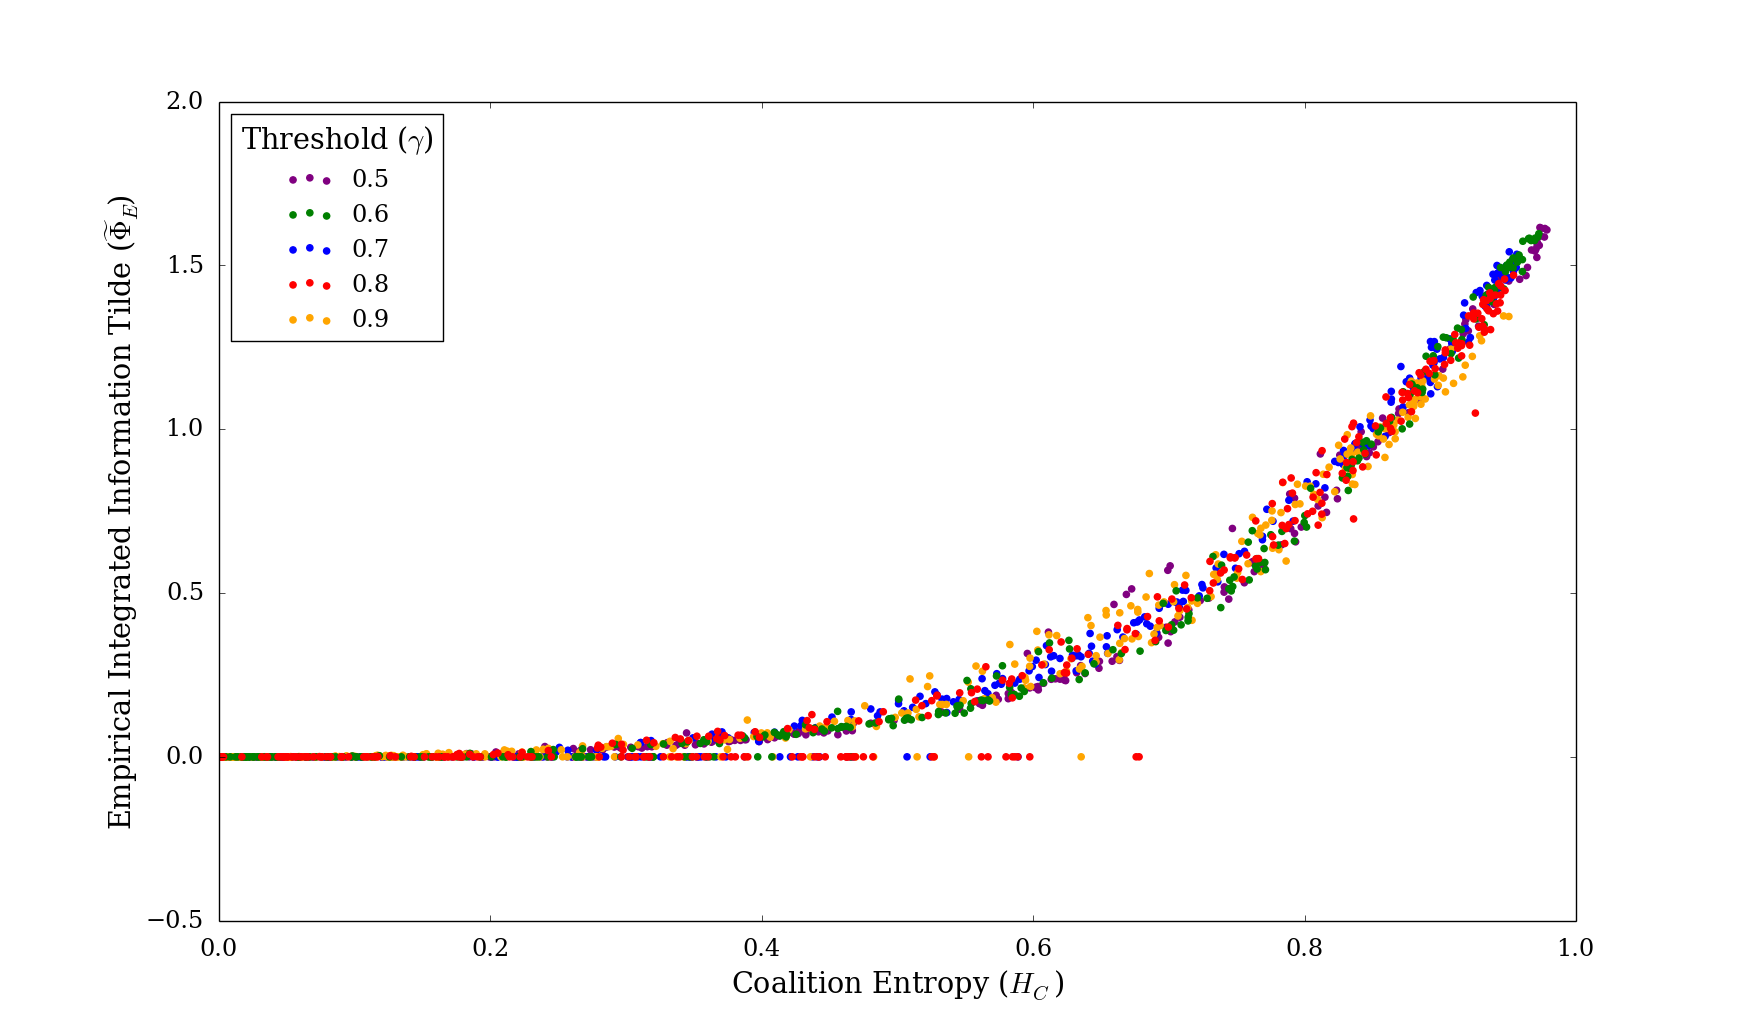 2.0
1.5
1.0
0.5
0.0
−0.5
Empirical Integrated Information Tilde (Φ̃_E)
Threshold (γ)
0.5
0.6
0.7
0.8
0.9
0.0 0.2 0.4 0.6 0.8 1.0
Coalition Entropy (H_C)